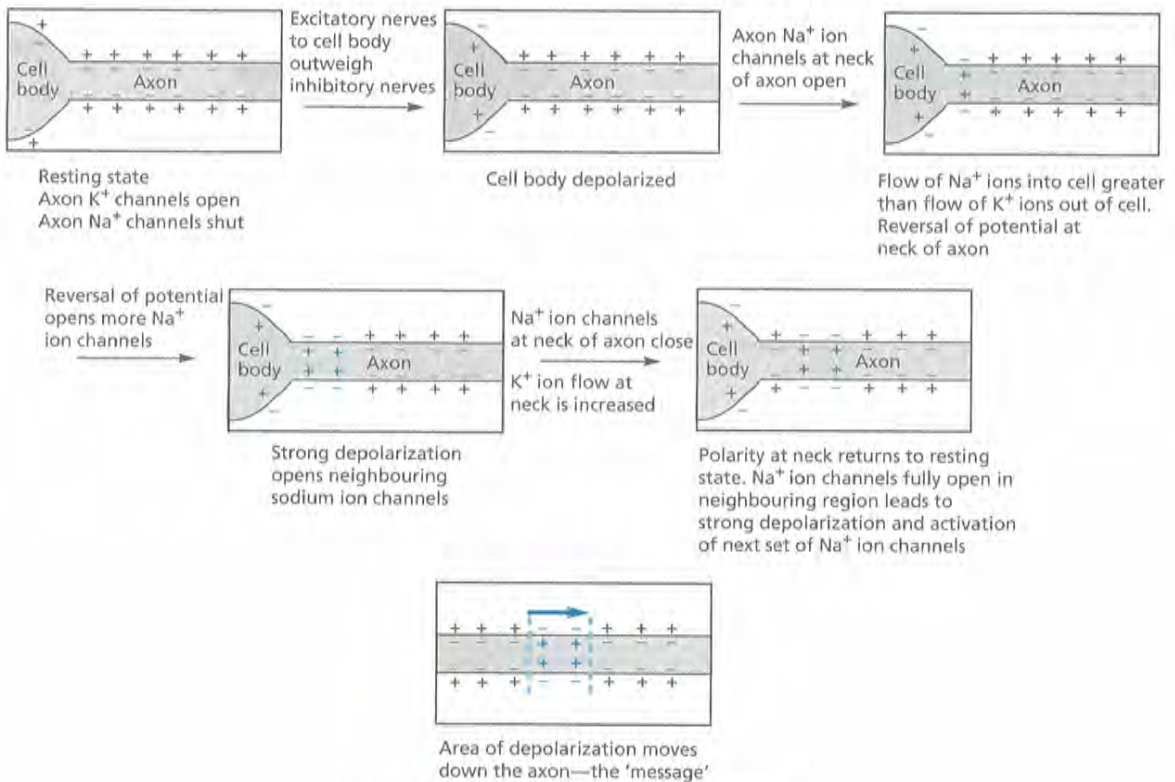 Cell
body
Axon
Resting state
Axon K⁺ channels open
Axon Na⁺ channels shut
Excitatory nerves
to cell body
outweigh
inhibitory nerves
Cell
body
Axon
Cell body depolarized
Axon Na⁺ ion
channels at neck
of axon open
Cell
body
Axon
Flow of Na⁺ ions into cell greater
than flow of K⁺ ions out of cell.
Reversal of potential at
neck of axon
Reversal of potential
opens more Na⁺
ion channels
Cell
body
Axon
Strong depolarization
opens neighbouring
sodium ion channels
Na⁺ ion channels
at neck of axon close
K⁺ ion flow at
neck is increased
Cell
body
Axon
Polarity at neck returns to resting
state. Na⁺ ion channels fully open in
neighbouring region leads to
strong depolarization and activation
of next set of Na⁺ ion channels
Area of depolarization moves
down the axon—the 'message'